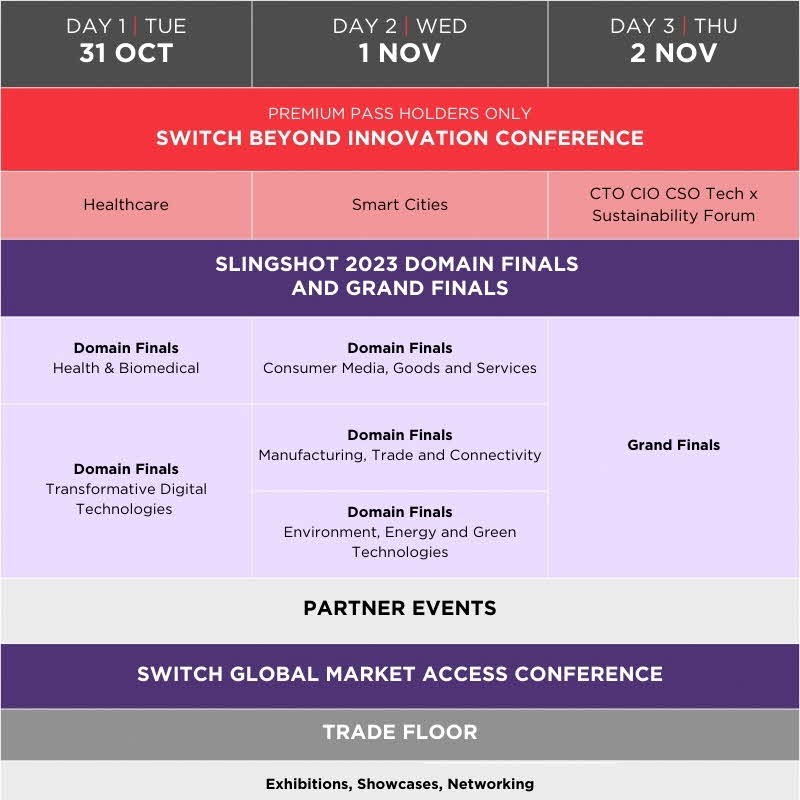 DAY 1 | TUE
31 OCT
DAY 2 | WED
1 NOV
DAY 3 | THU
2 NOV
PREMIUM PASS HOLDERS ONLY
SWITCH BEYOND INNOVATION CONFERENCE
Healthcare
Smart Cities
CTO CIO CSO Tech x
Sustainability Forum
SLINGSHOT 2023 DOMAIN FINALS
AND GRAND FINALS
Domain Finals
Health & Biomedical
Domain Finals
Transformative Digital
Technologies
Domain Finals
Consumer Media, Goods and Services
Domain Finals
Manufacturing, Trade and Connectivity
Domain Finals
Environment, Energy and Green
Technologies
Grand Finals
PARTNER EVENTS
SWITCH GLOBAL MARKET ACCESS CONFERENCE
TRADE FLOOR
Exhibitions, Showcases, Networking